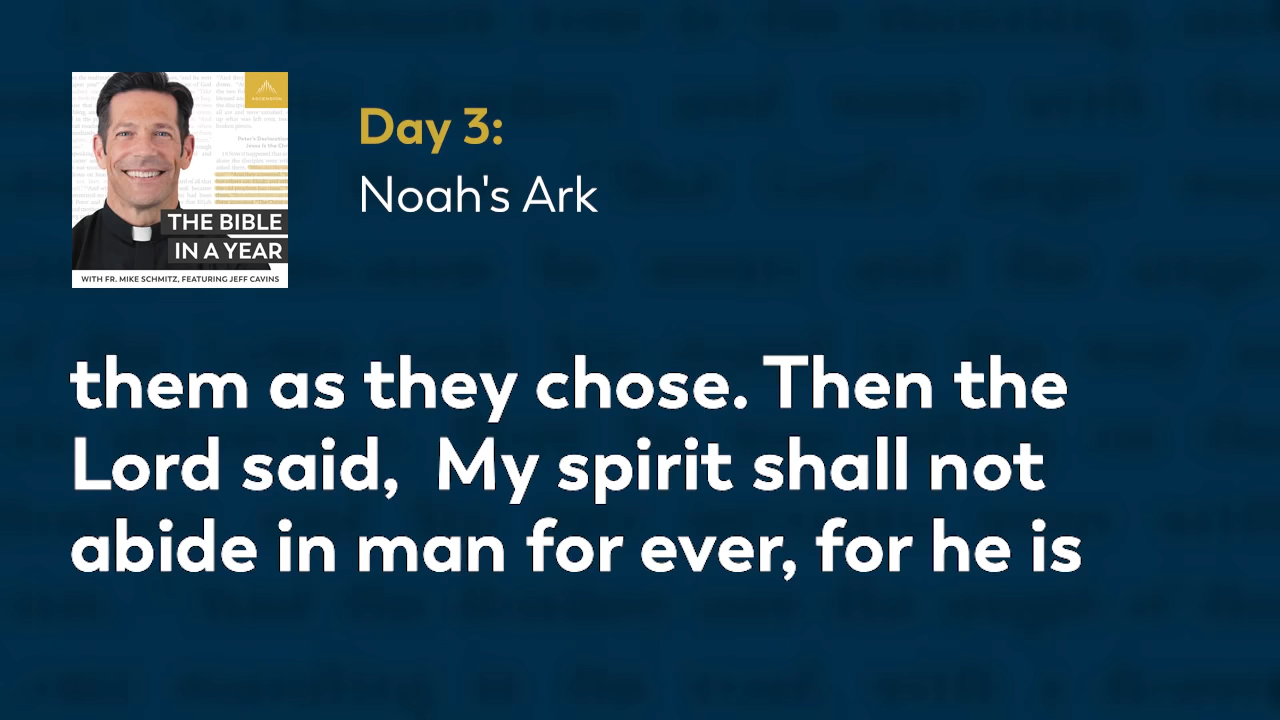 Day 3:
Noah's Ark
THE BIBLE
IN A YEAR
WITH FR. MIKE SCHMITZ, FEATURING JEFF CAVINS
them as they chose. Then the
Lord said,  My spirit shall not
abide in man for ever, for he is